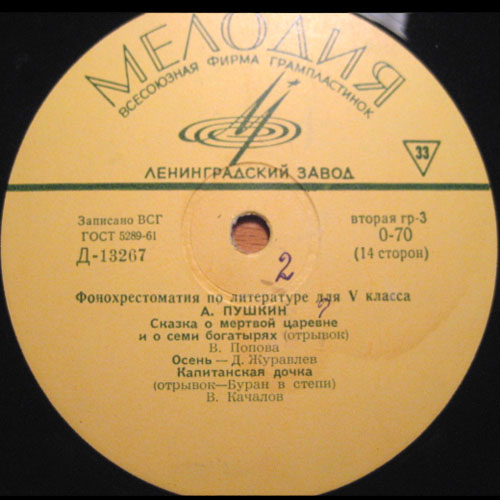 МЕЛОДИЯ
ВСЕСОЮЗНАЯ ФИРМА ГРАМПЛАСТИНОК
ЛЕНИНГРАДСКИЙ ЗАВОД
33
Записано ВСГ
ГОСТ 5289-61
Д-13267
вторая гр-3
0-70
(14 сторон)
2
Фонохрестоматия по литературе для V класса
А. ПУШКИН ?
Сказка о мертвой царевне
и о семи богатырях (отрывок)
В. Попова
Осень — Д. Журавлев
Капитанская дочка
(отрывок—Буран в степи)
В. Качалов